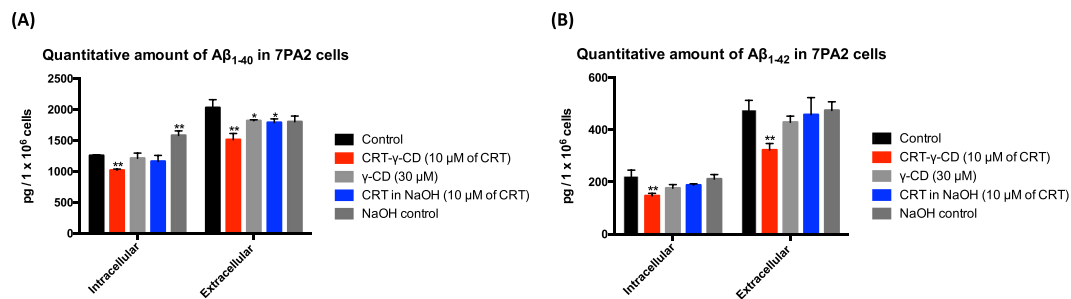 (A)
Quantitative amount of Aβ1-40 in 7PA2 cells
pg / 1 x 10⁶ cells
2500
2000
1500
1000
500
0
**
**
**
*
*
Intracellular
Extracellular
Control
CRT-γ-CD (10 µM of CRT)
γ-CD (30 µM)
CRT in NaOH (10 µM of CRT)
NaOH control
(B)
Quantitative amount of Aβ1-42 in 7PA2 cells
pg / 1 x 10⁶ cells
600
400
200
0
**
**
Intracellular
Extracellular
Control
CRT-γ-CD (10 µM of CRT)
γ-CD (30 µM)
CRT in NaOH (10 µM of CRT)
NaOH control